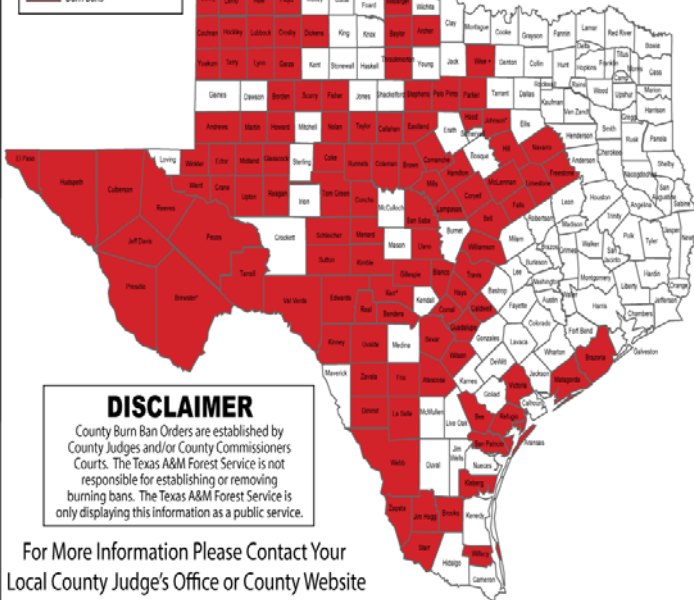 Foard
Wichita
Clay
Montague
Cooke
Grayson
Fannin
Lamar
Red River
Bowie
Cochran Hockley Lubbock Crosby Dickens King Knox Baylor Archer
Jack Wise* Denton Collin Hunt Hopkins Franklin Titus Morris Cass
Yoakum Terry Lynn Garza Kent Stonewall Haskell Throckmorton Young
Gaines Dawson Borden Scurry Fisher Jones Shackelford Stephens Palo Pinto Parker Tarrant Dallas Rockwall Kaufman Rains Wood Upshur Marion
Van Zandt Gregg Harrison
Andrews Martin Howard Mitchell Nolan Taylor Callahan Eastland Erath Hood Somervell Johnson* Ellis Henderson Smith Rusk Panola
El Paso Hudspeth Culberson Loving Winkler Ector Midland Glasscock Sterling Coke Runnels Coleman Brown Comanche Bosque Hill Navarro Anderson Cherokee Shelby
Reeves Ward Crane Upton Reagan Irion Tom Green Concho McCulloch Mills Hamilton McLennan Limestone Freestone Nacogdoches
Jeff Davis Pecos Crockett Schleicher Menard Mason San Saba Lampasas Coryell Bell Falls Robertson Leon Houston Angelina San Augustine Sabine
Llano Burnet Williamson Milam Madison Trinity Polk Tyler Jasper
Brazos Grimes Walker San Jacinto
Terrell Sutton Kimble Gillespie Blanco Travis Lee Burleson Washington Montgomery Liberty Hardin Orange
Presidio Brewster* Val Verde Edwards Real Kerr* Bandera Kendall Comal Hays Caldwell Bastrop Fayette Austin Waller Harris Chambers Jefferson
Kinney Uvalde Medina Bexar Guadalupe Gonzales Lavaca Colorado Fort Bend Galveston
Wilson DeWitt Wharton Brazoria
Maverick Zavala Frio Atascosa Karnes Goliad Victoria Jackson Matagorda
Dimmit La Salle McMullen Live Oak Bee Refugio Calhoun
Webb Duval Jim Wells San Patricio Nueces Aransas
Kleberg
Zapata Jim Hogg Brooks Kenedy
Starr Hidalgo Willacy
Cameron
DISCLAIMER
County Burn Ban Orders are established by
County Judges and/or County Commissioners
Courts. The Texas A&M Forest Service is not
responsible for establishing or removing
burning bans. The Texas A&M Forest Service is
only displaying this information as a public service.
For More Information Please Contact Your
Local County Judge's Office or County Website